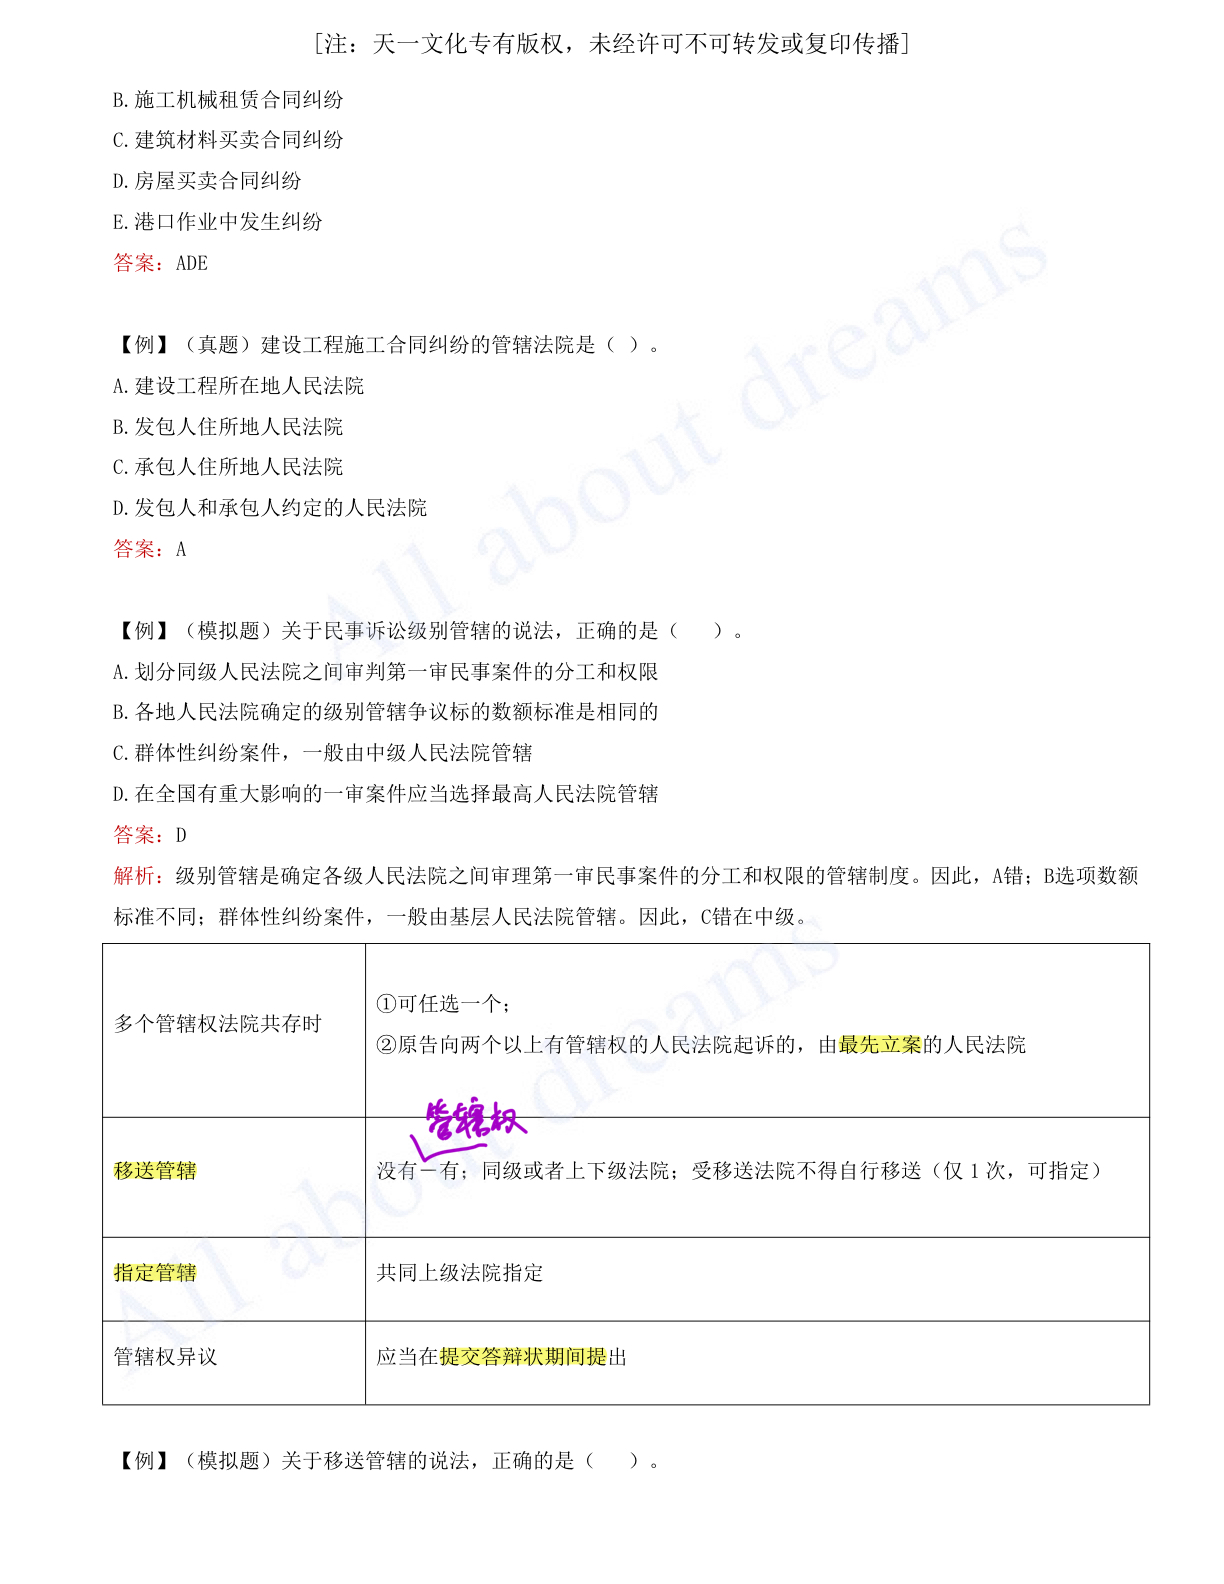 [注：天一文化专有版权，未经许可不可转发或复印传播]
B.施工机械租赁合同纠纷
C.建筑材料买卖合同纠纷
D.房屋买卖合同纠纷
E.港口作业中发生纠纷
答案：ADE
【例】（真题）建设工程施工合同纠纷的管辖法院是（ ）。
A.建设工程所在地人民法院
B.发包人住所地人民法院
C.承包人住所地人民法院
D.发包人和承包人约定的人民法院
答案：A
【例】（模拟题）关于民事诉讼级别管辖的说法，正确的是（ ）。
A.划分同级人民法院之间审判第一审民事案件的分工和权限
B.各地人民法院确定的级别管辖争议标的数额标准是相同的
C.群体性纠纷案件，一般由中级人民法院管辖
D.在全国有重大影响的一审案件应当选择最高人民法院管辖
答案：D
解析：级别管辖是确定各级人民法院之间审理第一审民事案件的分工和权限的管辖制度。因此，A错；B选项数额
标准不同；群体性纠纷案件，一般由基层人民法院管辖。因此，C错在中级。
多个管辖权法院共存时
①可任选一个；
②原告向两个以上有管辖权的人民法院起诉的，由最先立案的人民法院
管辖权
移送管辖
没有－有；同级或者上下级法院；受移送法院不得自行移送（仅 1 次，可指定）
指定管辖
共同上级法院指定
管辖权异议
应当在提交答辩状期间提出
【例】（模拟题）关于移送管辖的说法，正确的是（ ）。
All about dreams
All about dreams